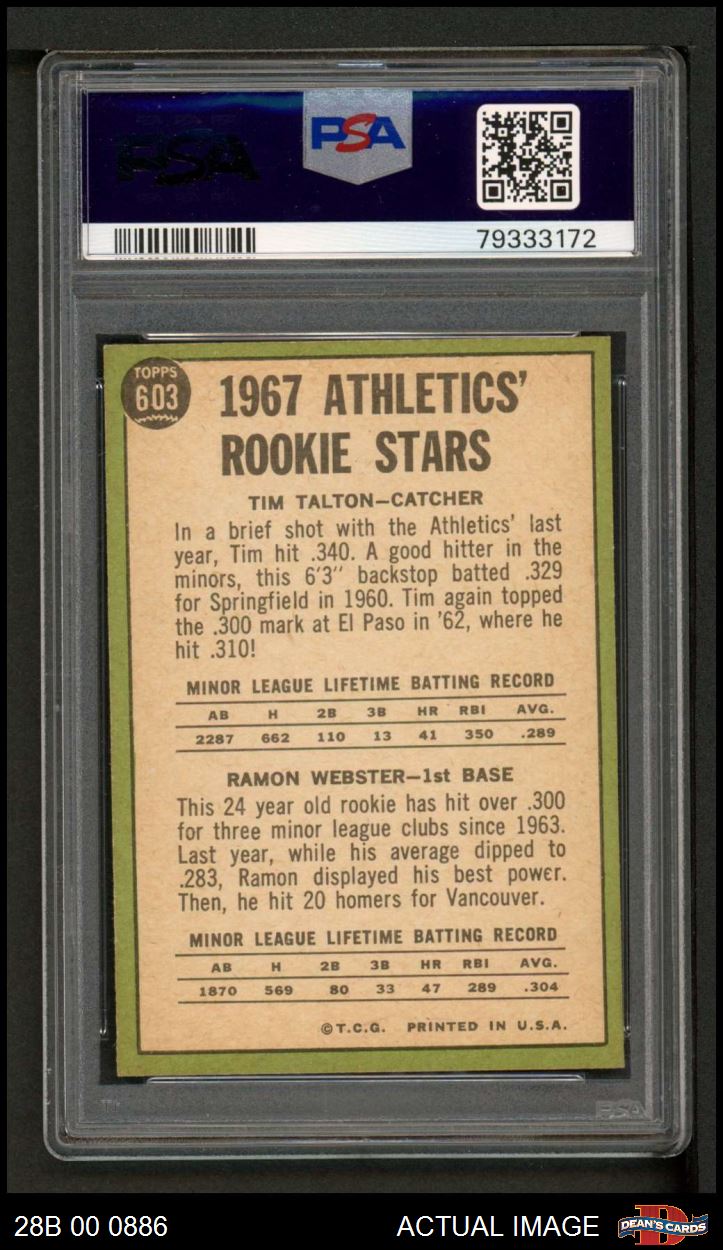 PSA
PSA
79333172
TOPPS
603
1967 ATHLETICS'
ROOKIE STARS
TIM TALTON—CATCHER
In a brief shot with the Athletics' last
year, Tim hit .340. A good hitter in the
minors, this 6'3" backstop batted .329
for Springfield in 1960. Tim again topped
the .300 mark at El Paso in '62, where he
hit .310!
MINOR LEAGUE LIFETIME BATTING RECORD
AB H 2B 3B HR RBI AVG.
2287 662 110 13 41 350 .289
RAMON WEBSTER—1st BASE
This 24 year old rookie has hit over .300
for three minor league clubs since 1963.
Last year, while his average dipped to
.283, Ramon displayed his best power.
Then, he hit 20 homers for Vancouver.
MINOR LEAGUE LIFETIME BATTING RECORD
AB H 2B 3B HR RBI AVG.
1870 569 80 33 47 289 .304
©T.C.G. PRINTED IN U.S.A.
PSA
28B 00 0886
ACTUAL IMAGE
DEAN'S CARDS